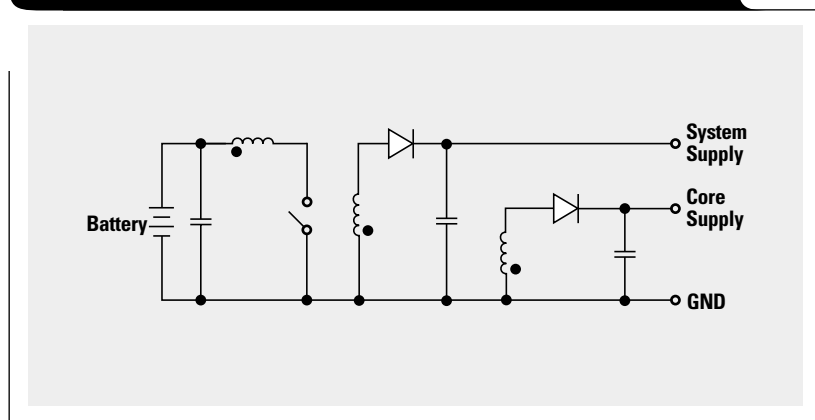 System
Supply
Core
Supply
Battery
GND